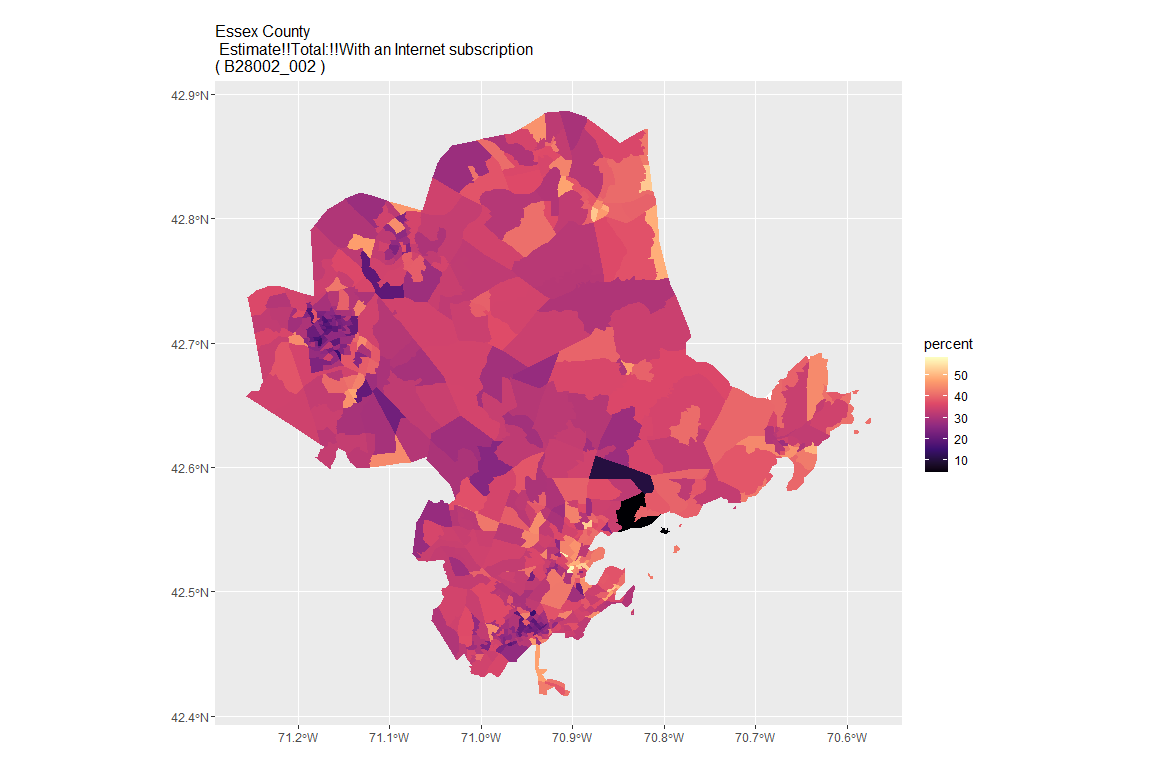 Essex County
Estimate!!Total:!!With an Internet subscription
( B28002_002 )
42.9°N
42.8°N
42.7°N
42.6°N
42.5°N
42.4°N
71.2°W 71.1°W 71.0°W 70.9°W 70.8°W 70.7°W 70.6°W
percent
50
40
30
20
10